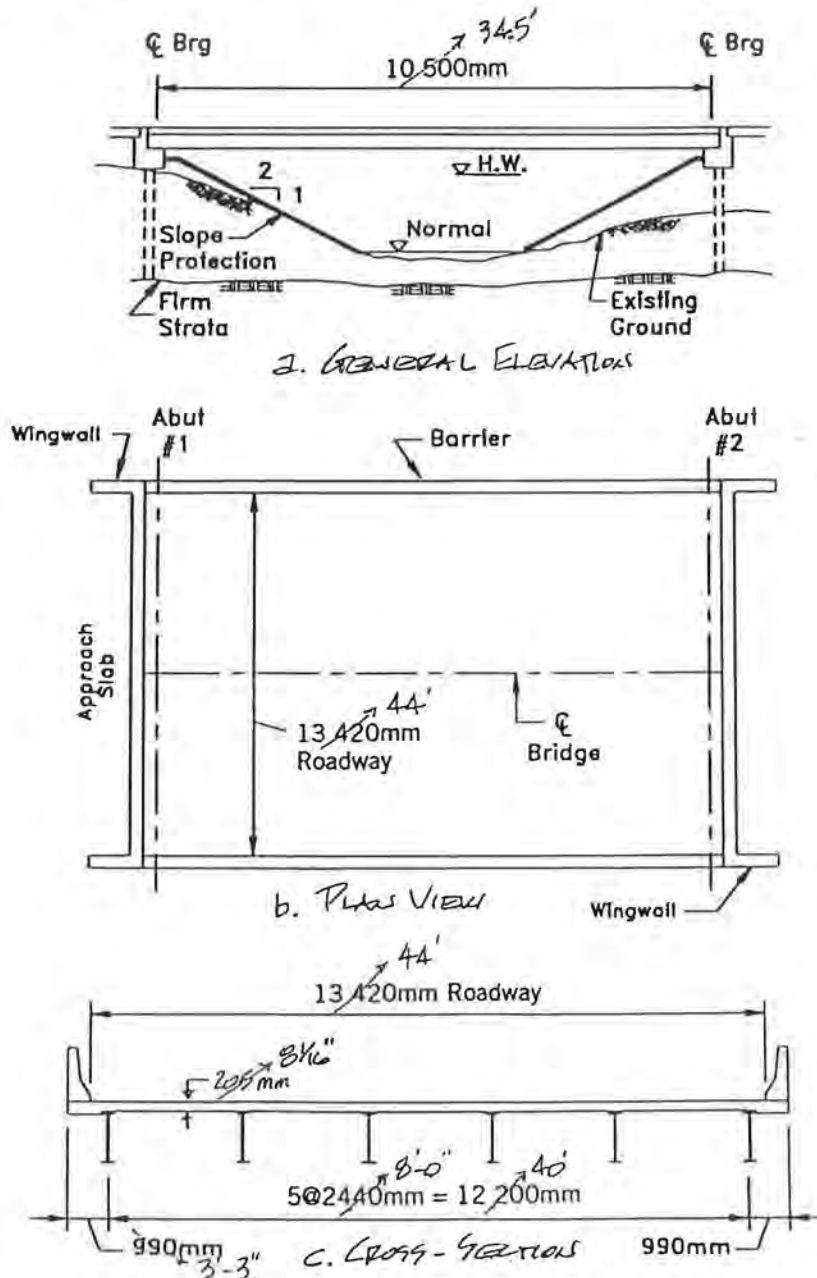 ℄ Brg
℄ Brg
34.5'
10 500mm
2
1
H.W.
Normal
Slope
Protection
Firm
Strata
Existing
Ground
a. GENERAL ELEVATION
Wingwall
Abut
#1
Barrier
Abut
#2
Approach
Slab
44'
13 420mm
Roadway
℄
Bridge
b. PLAN VIEW
Wingwall
44'
13 420mm Roadway
8 1/16"
205mm
8'-0"
40'
5@2440mm = 12 200mm
990mm
3'-3"
c. CROSS-SECTION
990mm